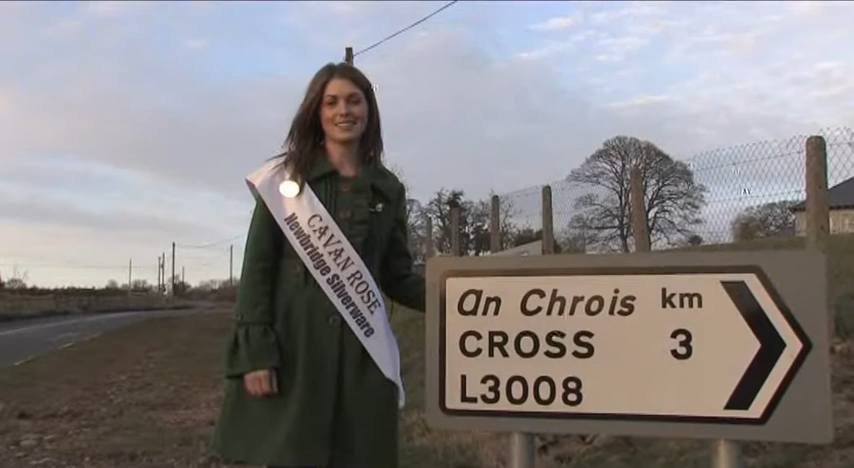 CAVAN ROSE
Newbridge Silverware
an Chrois km
CROSS 3
L3008